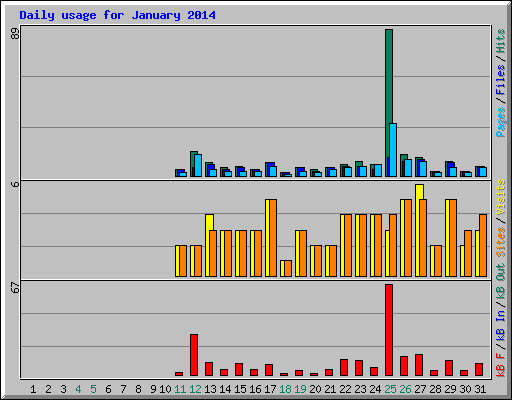 Daily usage for January 2014
89
6
67
Pages/Files/Hits
Sites/Visits
kB F/kB In/kB Out
1 2 3 4 5 6 7 8 9 10 11 12 13 14 15 16 17 18 19 20 21 22 23 24 25 26 27 28 29 30 31